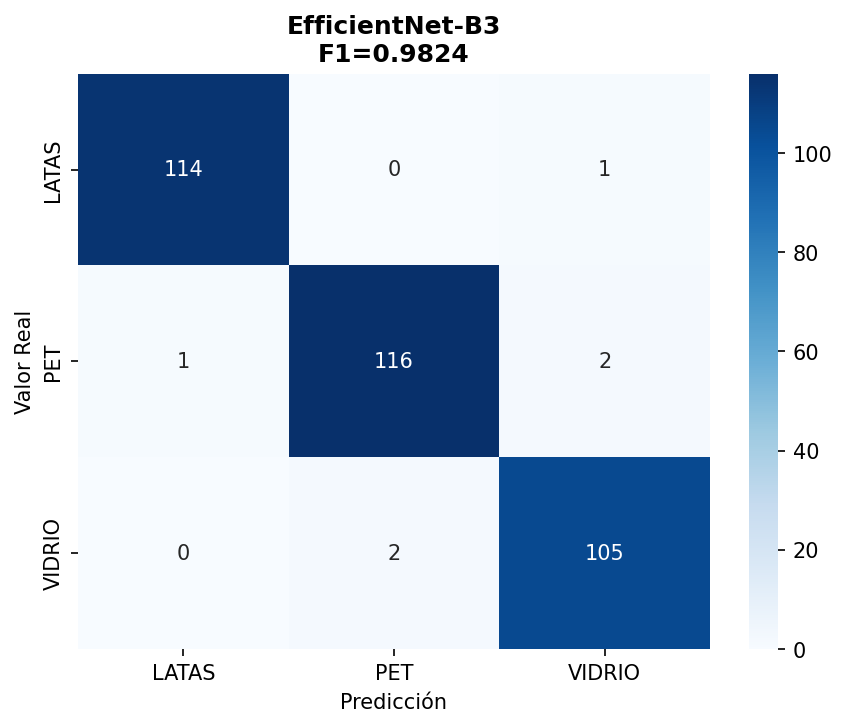 EfficientNet-B3
F1=0.9824
LATAS
114
0
1
PET
1
116
2
VIDRIO
0
2
105
Valor Real
LATAS
PET
VIDRIO
Predicción
100
80
60
40
20
0